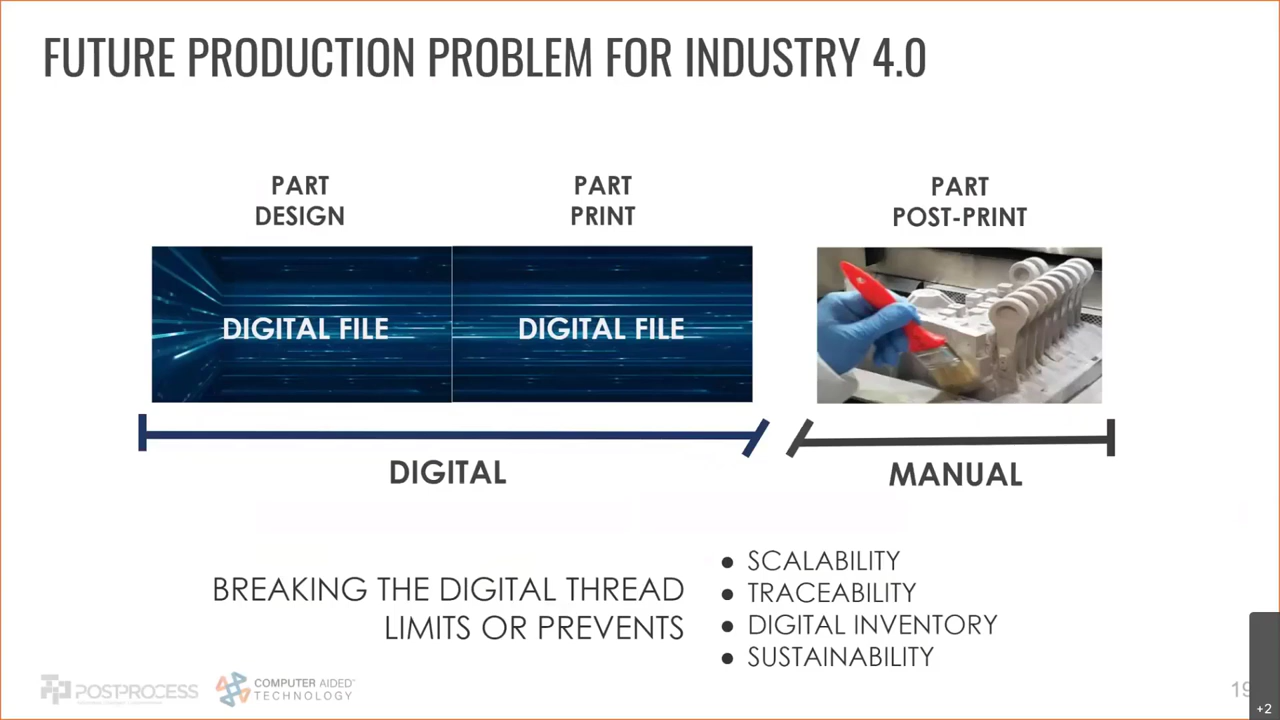 FUTURE PRODUCTION PROBLEM FOR INDUSTRY 4.0
PART
DESIGN
PART
PRINT
PART
POST-PRINT
DIGITAL FILE
DIGITAL FILE
DIGITAL
MANUAL
BREAKING THE DIGITAL THREAD
LIMITS OR PREVENTS
● SCALABILITY
● TRACEABILITY
● DIGITAL INVENTORY
● SUSTAINABILITY
POSTPROCESS
COMPUTER AIDED™
TECHNOLOGY
+2